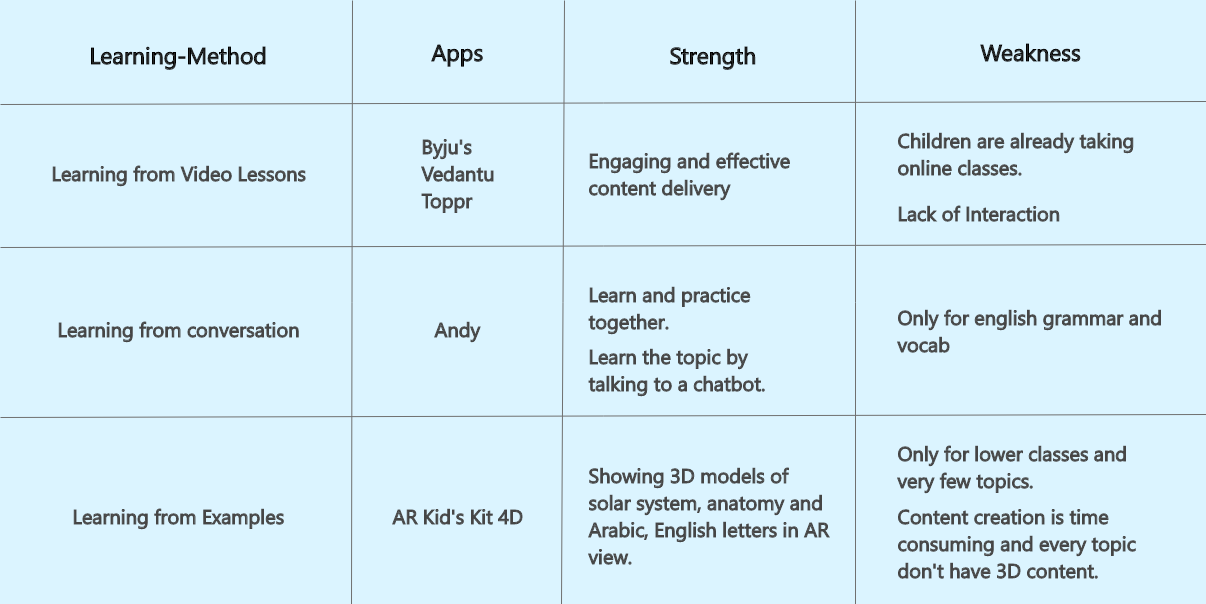 Learning-Method
Apps
Strength
Weakness
Learning from Video Lessons
Byju's
Vedantu
Toppr
Engaging and effective
content delivery
Children are already taking
online classes.
Lack of Interaction
Learning from conversation
Andy
Learn and practice
together.
Learn the topic by
talking to a chatbot.
Only for english grammar and
vocab
Learning from Examples
AR Kid's Kit 4D
Showing 3D models of
solar system, anatomy and
Arabic, English letters in AR
view.
Only for lower classes and
very few topics.
Content creation is time
consuming and every topic
don't have 3D content.